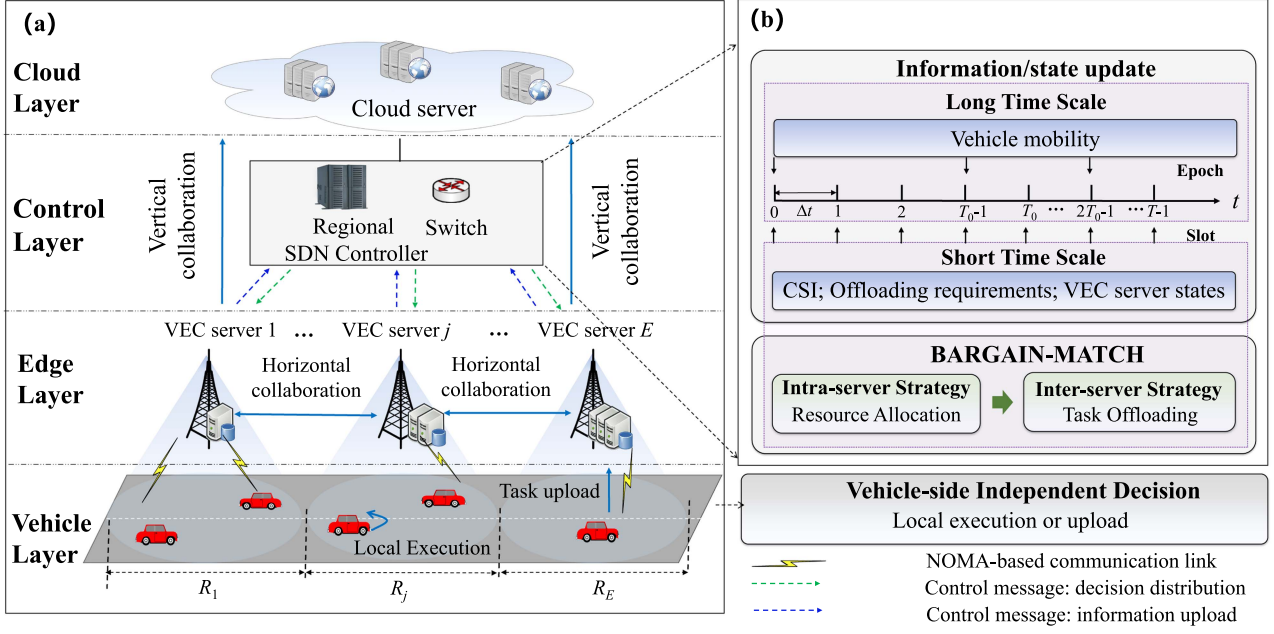 (a)
Cloud
Layer
Cloud server
Control
Layer
Vertical
collaboration
Regional
SDN Controller
Switch
Vertical
collaboration
Edge
Layer
VEC server 1 ... VEC server j ... VEC server E
Horizontal
collaboration
Horizontal
collaboration
Vehicle
Layer
Task upload
Local Execution
R1
Rj
RE
(b)
Information/state update
Long Time Scale
Vehicle mobility
Epoch
0 Δt 1 2 T0-1 T0 ... 2T0-1 ... T-1 t
Slot
Short Time Scale
CSI; Offloading requirements; VEC server states
BARGAIN-MATCH
Intra-server Strategy
Resource Allocation
Inter-server Strategy
Task Offloading
Vehicle-side Independent Decision
Local execution or upload
NOMA-based communication link
Control message: decision distribution
Control message: information upload